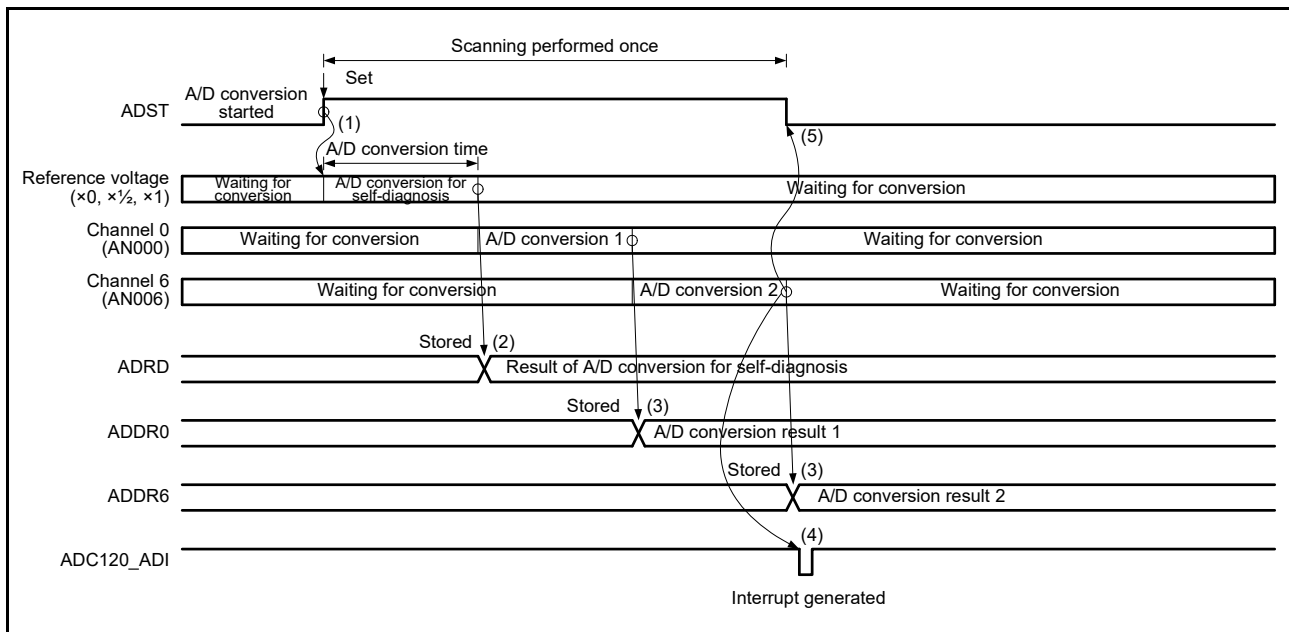 Scanning performed once
Set
A/D conversion
started
ADST
(1)
(5)
A/D conversion time
Reference voltage
(×0, ×½, ×1)
Waiting for
conversion
A/D conversion for
self-diagnosis
Waiting for conversion
Channel 0
(AN000)
Waiting for conversion
A/D conversion 1
Waiting for conversion
Channel 6
(AN006)
Waiting for conversion
A/D conversion 2
Waiting for conversion
Stored (2)
ADRD
Result of A/D conversion for self-diagnosis
Stored (3)
ADDR0
A/D conversion result 1
Stored (3)
ADDR6
A/D conversion result 2
(4)
ADC120_ADI
Interrupt generated